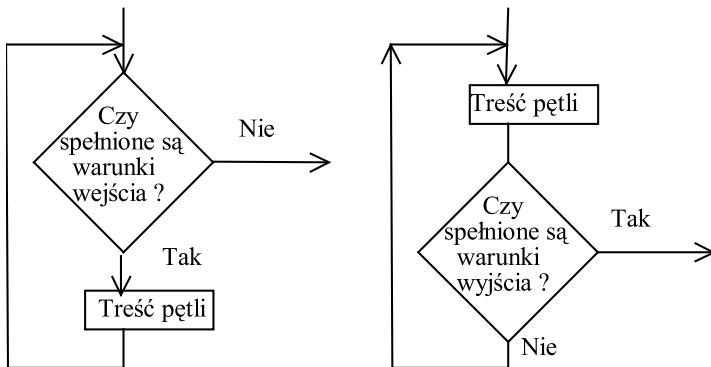 Czy
spełnione są
warunki
wejścia ?
Nie
Tak
Treść pętli
Treść pętli
Czy
spełnione są
warunki
wyjścia ?
Tak
Nie